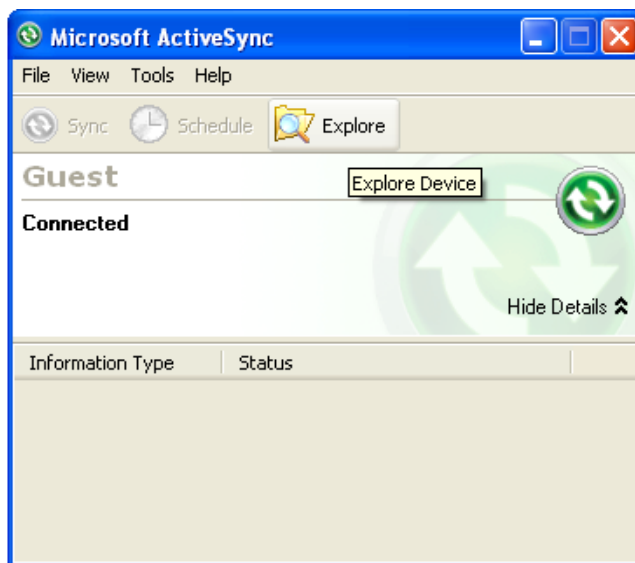 Microsoft ActiveSync
File View Tools Help
Sync Schedule Explore
Guest
Explore Device
Connected
Hide Details
Information Type Status